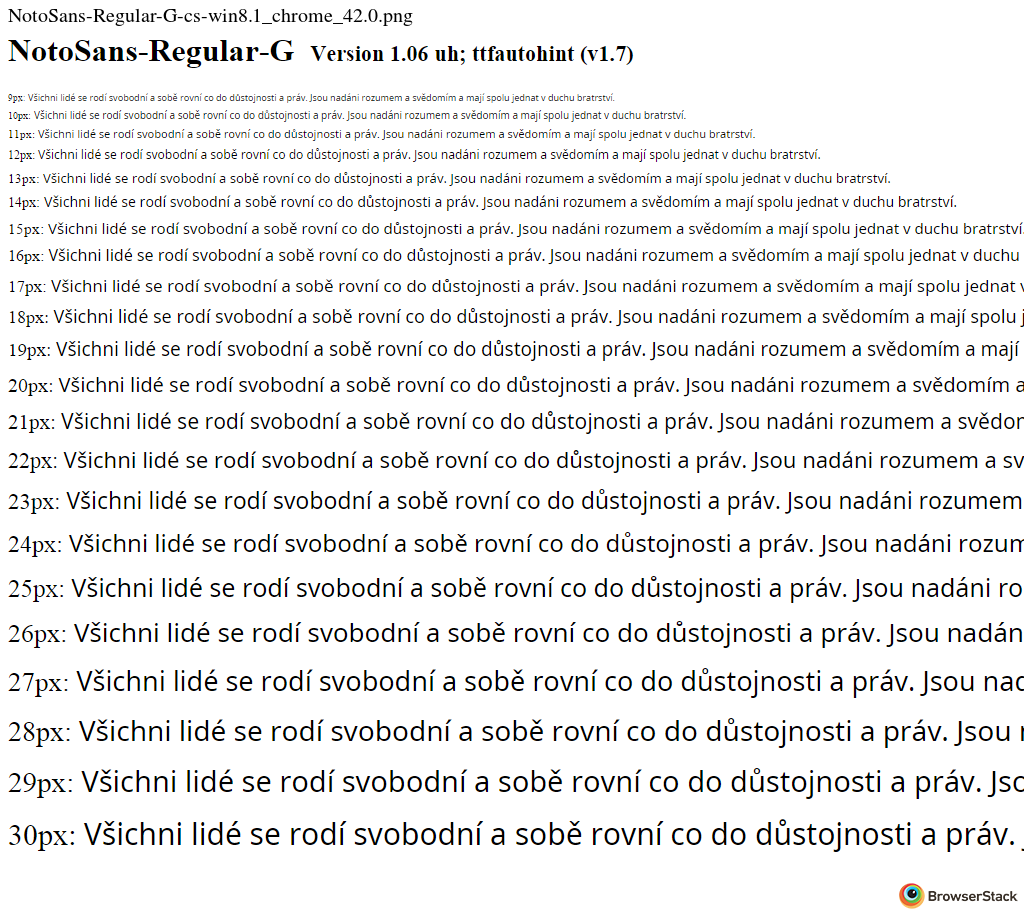 NotoSans-Regular-G-cs-win8.1_chrome_42.0.png
NotoSans-Regular-G Version 1.06 uh; ttfautohint (v1.7)
9px: Všichni lidé se rodí svobodní a sobě rovní co do důstojnosti a práv. Jsou nadáni rozumem a svědomím a mají spolu jednat v duchu bratrství.
10px: Všichni lidé se rodí svobodní a sobě rovní co do důstojnosti a práv. Jsou nadáni rozumem a svědomím a mají spolu jednat v duchu bratrství.
11px: Všichni lidé se rodí svobodní a sobě rovní co do důstojnosti a práv. Jsou nadáni rozumem a svědomím a mají spolu jednat v duchu bratrství.
12px: Všichni lidé se rodí svobodní a sobě rovní co do důstojnosti a práv. Jsou nadáni rozumem a svědomím a mají spolu jednat v duchu bratrství.
13px: Všichni lidé se rodí svobodní a sobě rovní co do důstojnosti a práv. Jsou nadáni rozumem a svědomím a mají spolu jednat v duchu bratrství.
14px: Všichni lidé se rodí svobodní a sobě rovní co do důstojnosti a práv. Jsou nadáni rozumem a svědomím a mají spolu jednat v duchu bratrství.
15px: Všichni lidé se rodí svobodní a sobě rovní co do důstojnosti a práv. Jsou nadáni rozumem a svědomím a mají spolu jednat v duchu bratrství.
16px: Všichni lidé se rodí svobodní a sobě rovní co do důstojnosti a práv. Jsou nadáni rozumem a svědomím a mají spolu jednat v duchu
17px: Všichni lidé se rodí svobodní a sobě rovní co do důstojnosti a práv. Jsou nadáni rozumem a svědomím a mají spolu jednat v
18px: Všichni lidé se rodí svobodní a sobě rovní co do důstojnosti a práv. Jsou nadáni rozumem a svědomím a mají spolu j
19px: Všichni lidé se rodí svobodní a sobě rovní co do důstojnosti a práv. Jsou nadáni rozumem a svědomím a mají
20px: Všichni lidé se rodí svobodní a sobě rovní co do důstojnosti a práv. Jsou nadáni rozumem a svědomím a
21px: Všichni lidé se rodí svobodní a sobě rovní co do důstojnosti a práv. Jsou nadáni rozumem a svědor
22px: Všichni lidé se rodí svobodní a sobě rovní co do důstojnosti a práv. Jsou nadáni rozumem a sv
23px: Všichni lidé se rodí svobodní a sobě rovní co do důstojnosti a práv. Jsou nadáni rozumem
24px: Všichni lidé se rodí svobodní a sobě rovní co do důstojnosti a práv. Jsou nadáni rozum
25px: Všichni lidé se rodí svobodní a sobě rovní co do důstojnosti a práv. Jsou nadáni ro
26px: Všichni lidé se rodí svobodní a sobě rovní co do důstojnosti a práv. Jsou nadán
27px: Všichni lidé se rodí svobodní a sobě rovní co do důstojnosti a práv. Jsou nad
28px: Všichni lidé se rodí svobodní a sobě rovní co do důstojnosti a práv. Jsou
29px: Všichni lidé se rodí svobodní a sobě rovní co do důstojnosti a práv. Jso
30px: Všichni lidé se rodí svobodní a sobě rovní co do důstojnosti a práv.
BrowserStack